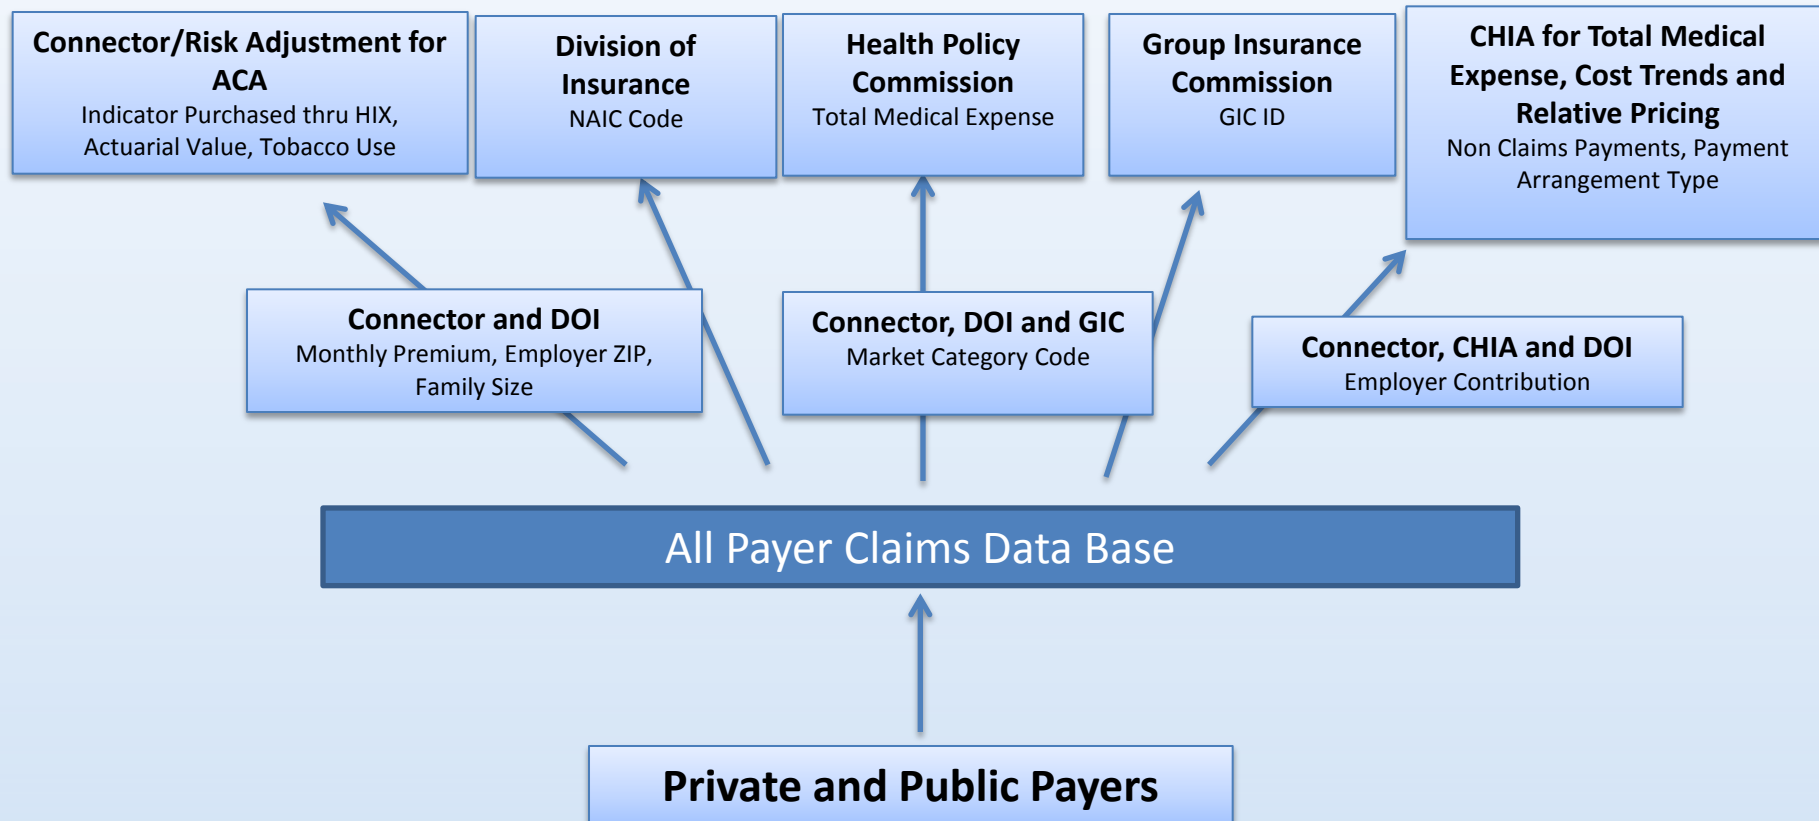 Connector/Risk Adjustment for
ACA
Indicator Purchased thru HIX,
Actuarial Value, Tobacco Use
Division of
Insurance
NAIC Code
Health Policy
Commission
Total Medical Expense
Group Insurance
Commission
GIC ID
CHIA for Total Medical
Expense, Cost Trends and
Relative Pricing
Non Claims Payments, Payment
Arrangement Type
Connector and DOI
Monthly Premium, Employer ZIP,
Family Size
Connector, DOI and GIC
Market Category Code
Connector, CHIA and DOI
Employer Contribution
All Payer Claims Data Base
Private and Public Payers